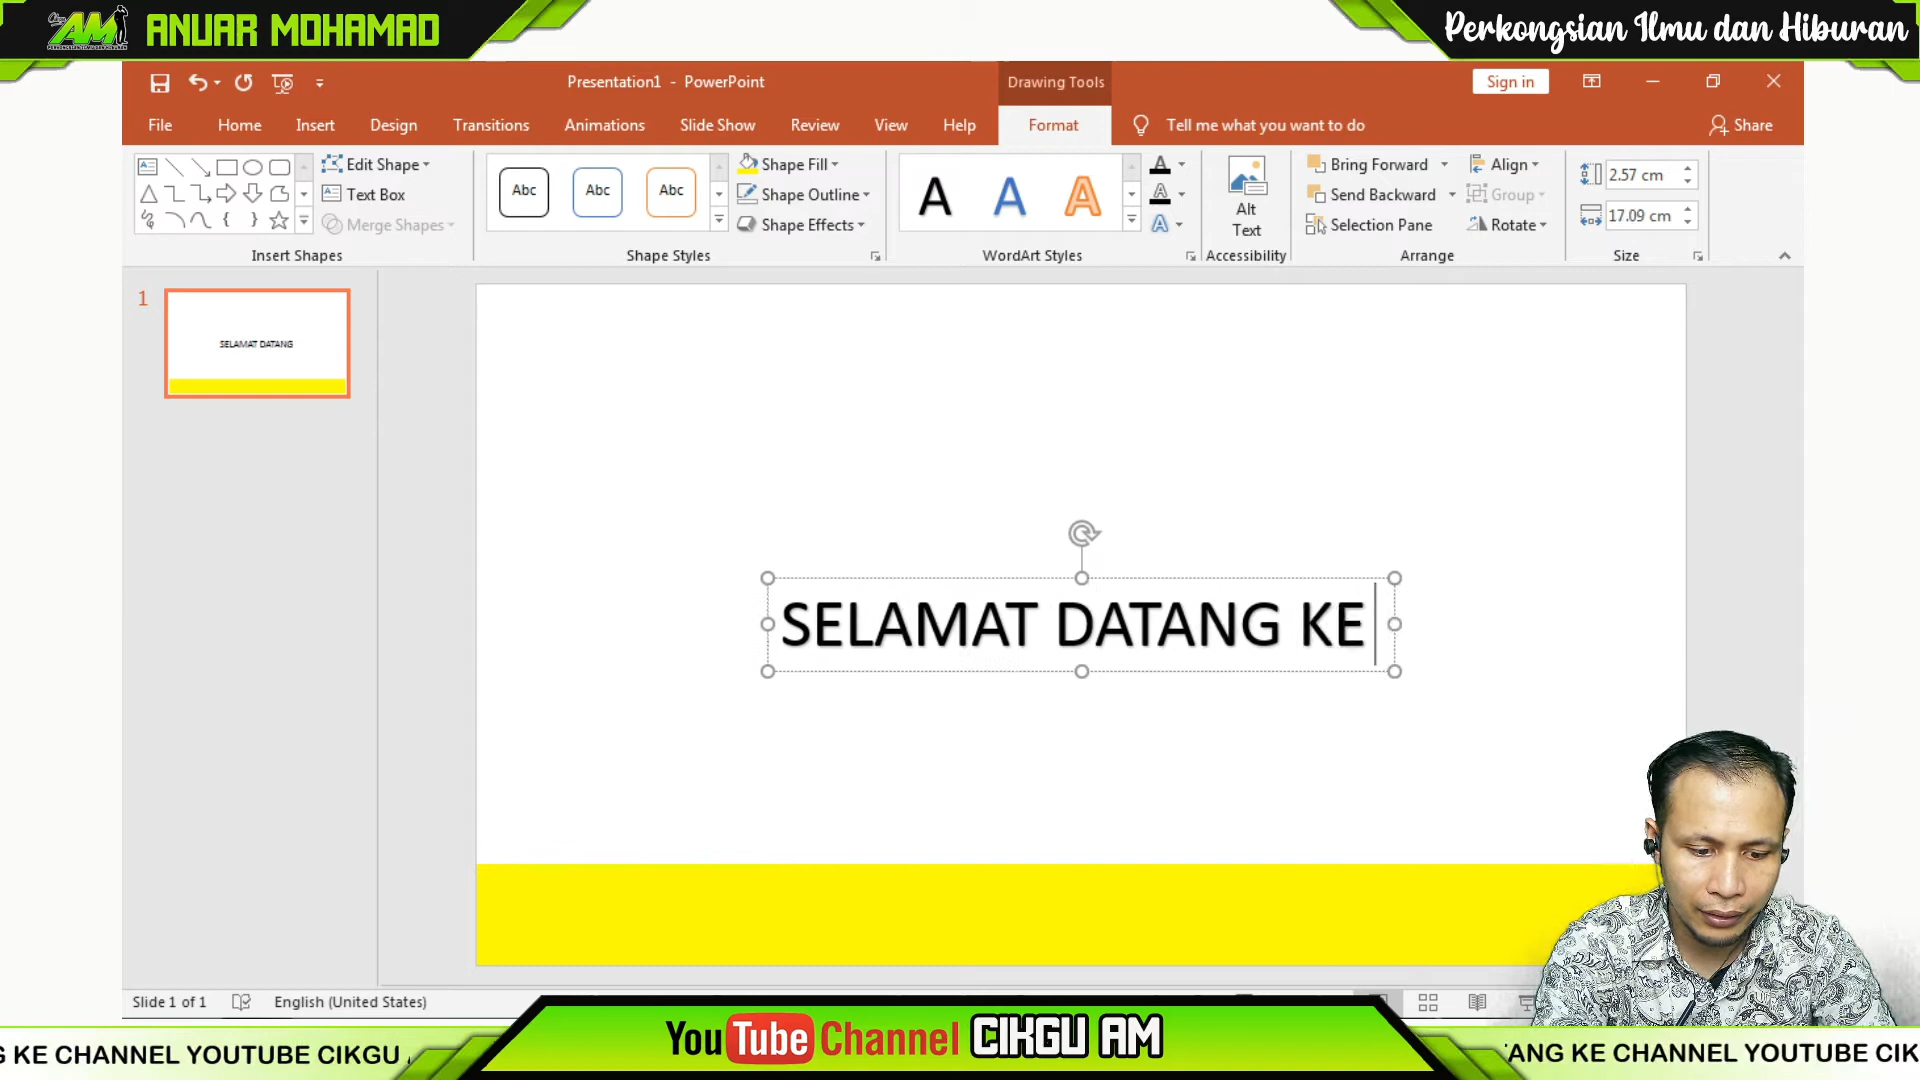 AM
ANUAR MOHAMAD
Perkongsian Ilmu dan Hiburan
Presentation1 - PowerPoint
Drawing Tools
Sign in
File
Home
Insert
Design
Transitions
Animations
Slide Show
Review
View
Help
Format
Tell me what you want to do
Share
Edit Shape
Text Box
Merge Shapes
Insert Shapes
Abc
Abc
Abc
Shape Fill
Shape Outline
Shape Effects
Shape Styles
A
A
A
WordArt Styles
Alt
Text
Accessibility
Bring Forward
Send Backward
Selection Pane
Align
Group
Rotate
Arrange
2.57 cm
17.09 cm
Size
1
SELAMAT DATANG
SELAMAT DATANG KE
Slide 1 of 1
English (United States)
YouTube Channel CIKGU AM
G KE CHANNEL YOUTUBE CIKGU
TANG KE CHANNEL YOUTUBE CIK